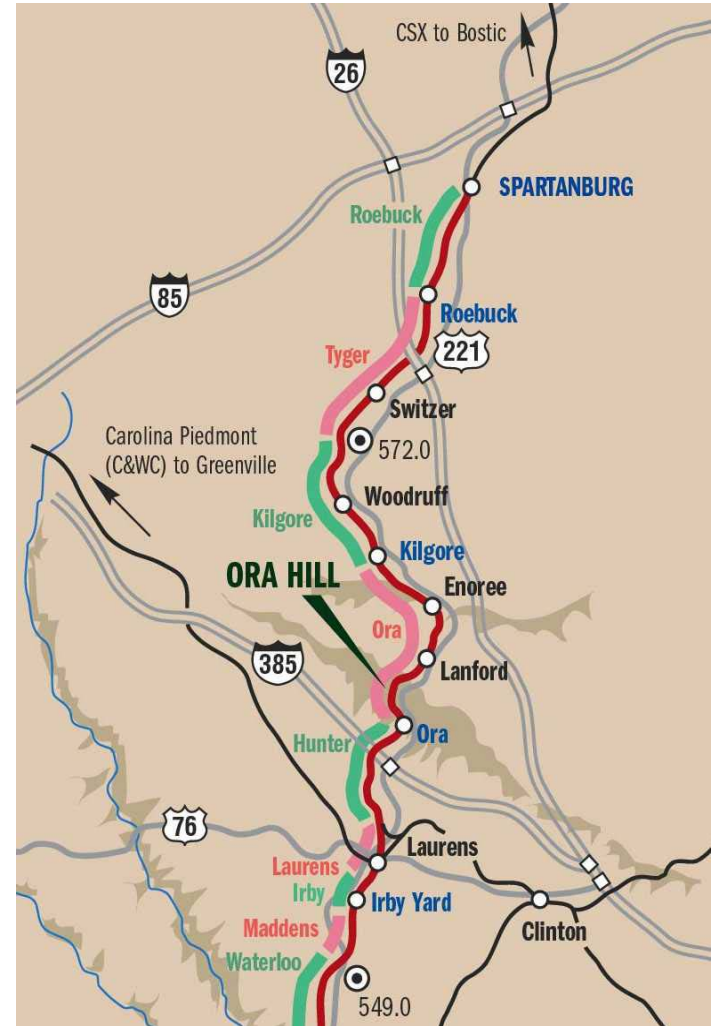 CSX to Bostic
26
SPARTANBURG
Roebuck
85
Roebuck
221
Tyger
Switzer
572.0
Carolina Piedmont
(C&WC) to Greenville
Woodruff
Kilgore
Kilgore
ORA HILL
Enoree
Ora
385
Lanford
Ora
Hunter
76
Laurens
Laurens
Irby
Irby Yard
Maddens
Clinton
Waterloo
549.0